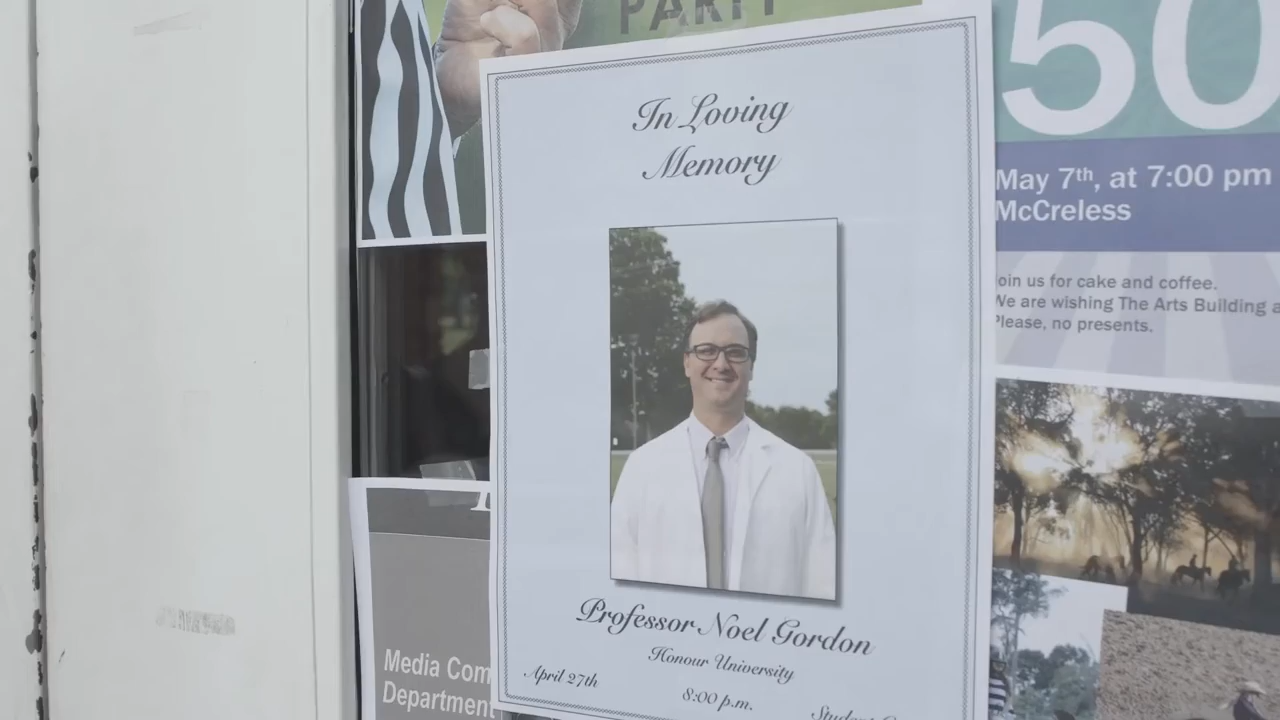 PARTY
In Loving
Memory
Professor Noel Gordon
Honour University
April 27th
8:00 p.m.
Student
50
May 7th, at 7:00 pm
McCreless
oin us for cake and coffee.
We are wishing The Arts Building a
Please, no presents.
Media Com
Department